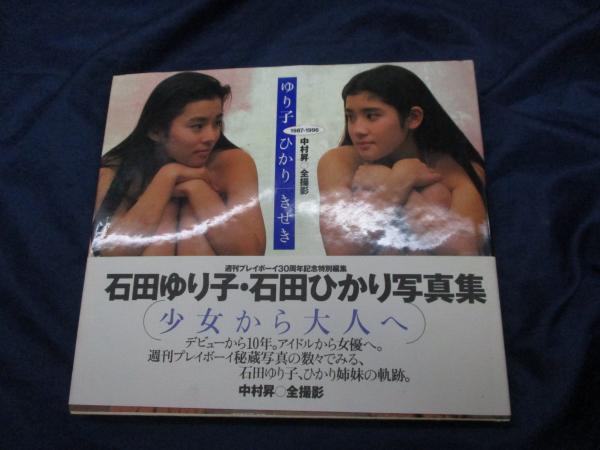 ゆり子 ひかり きせき
1987-1996
中村昇 全撮影
週刊プレイボーイ30周年記念特別編集
石田ゆり子・石田ひかり写真集
少女から大人へ
デビューから10年。アイドルから女優へ。
週刊プレイボーイ秘蔵写真の数々でみる、
石田ゆり子、ひかり姉妹の軌跡。
中村昇○全撮影